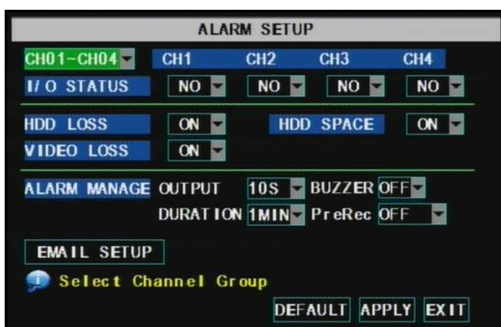 ALARM SETUP
CH01-CH04 CH1 CH2 CH3 CH4
I/O STATUS NO NO NO NO
HDD LOSS ON HDD SPACE ON
VIDEO LOSS ON
ALARM MANAGE OUTPUT 10S BUZZER OFF
DURATION 1MIN PreRec OFF
EMAIL SETUP
Select Channel Group
DEFAULT APPLY EXIT